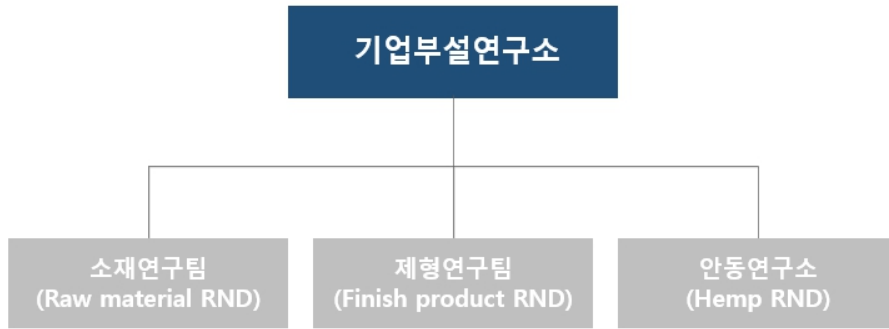 기업부설연구소
소재연구팀
(Raw material RND)
제형연구팀
(Finish product RND)
안동연구소
(Hemp RND)